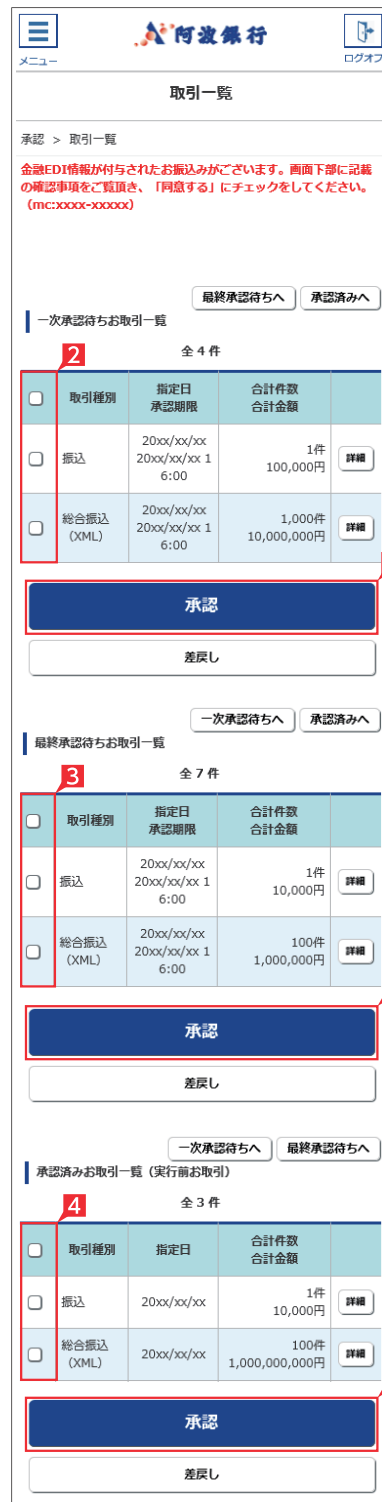 阿波銀行
メニュー
ログオフ
取引一覧
承認 > 取引一覧
金融EDI情報が付与されたお振込みがございます。画面下部に記載
の確認事項をご覧頂き、「同意する」にチェックをしてください。
(mc:xxxx-xxxxx)
最終承認待ちへ 承認済みへ
一次承認待ちお取引一覧
2
全 4 件
取引種別 指定日 合計件数
承認期限 合計金額
20xx/xx/xx
振込 20xx/xx/xx 1 1件 詳細
6:00 100,000円
20xx/xx/xx
総合振込 20xx/xx/xx 1 1,000件 詳細
(XML) 6:00 10,000,000円
承認
差戻し
一次承認待ちへ 承認済みへ
最終承認待ちお取引一覧
3
全 7 件
取引種別 指定日 合計件数
承認期限 合計金額
20xx/xx/xx
振込 20xx/xx/xx 1 1件 詳細
6:00 10,000円
20xx/xx/xx
総合振込 20xx/xx/xx 1 100件 詳細
(XML) 6:00 1,000,000円
承認
差戻し
一次承認待ちへ 最終承認待ちへ
承認済みお取引一覧(実行前お取引)
4
全 3 件
取引種別 指定日 合計件数
合計金額
振込 20xx/xx/xx 1件 詳細
10,000円
総合振込 20xx/xx/xx 100件 詳細
(XML) 1,000,000,000円
承認
差戻し